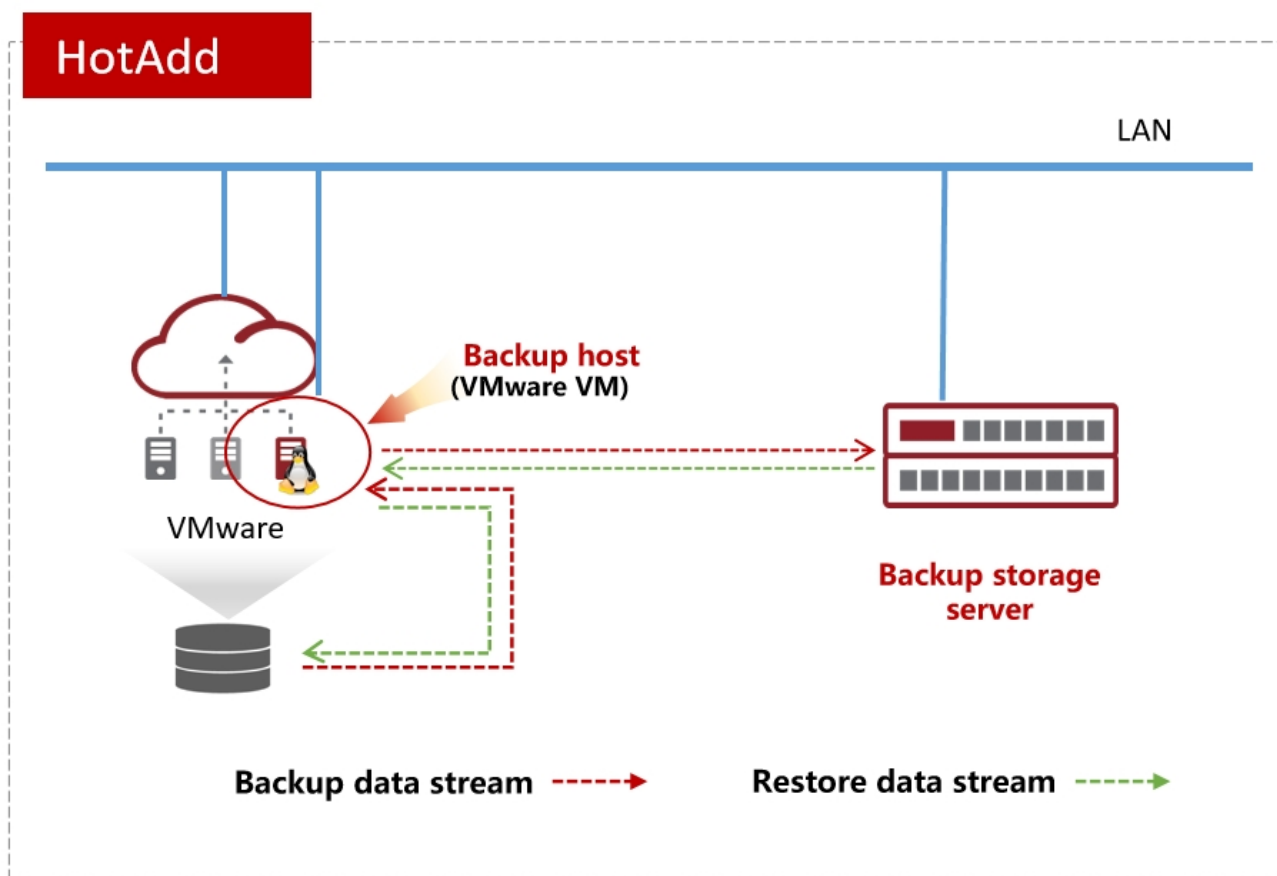 HotAdd
LAN
Backup host
(VMware VM)
VMware
Backup storage
server
Backup data stream
Restore data stream